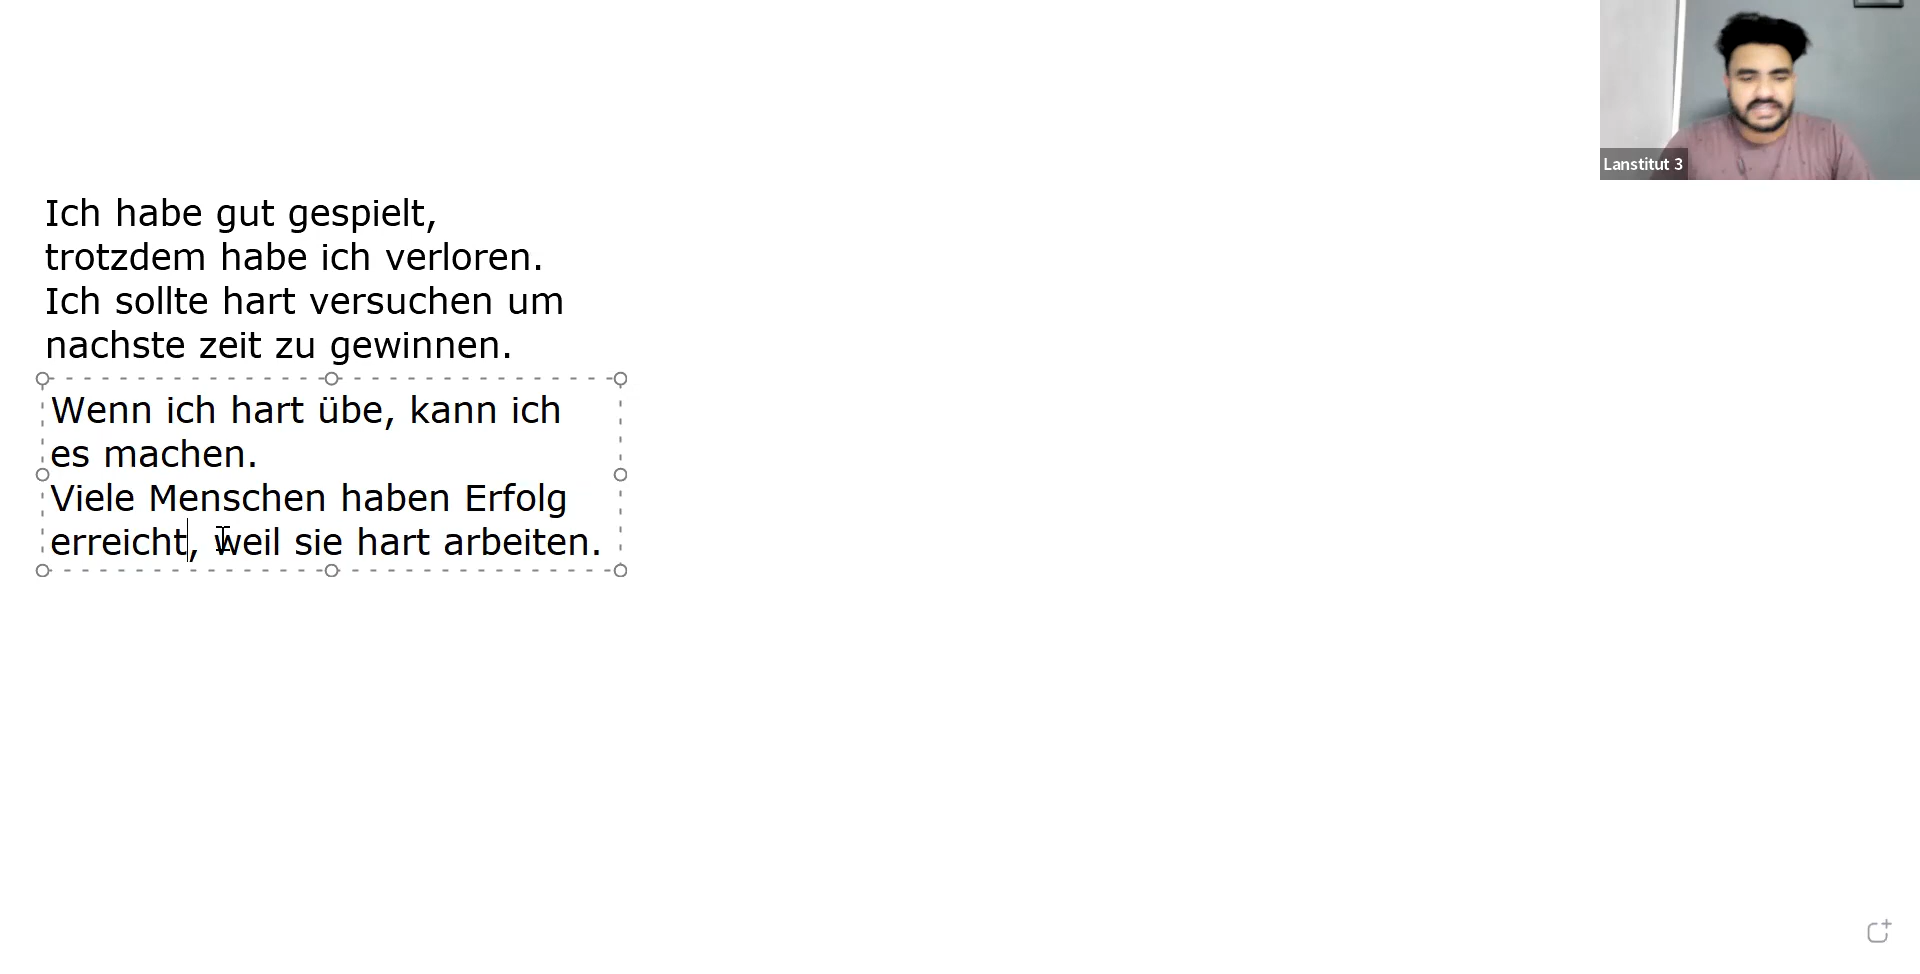 Lanstitut 3
Ich habe gut gespielt,
trotzdem habe ich verloren.
Ich sollte hart versuchen um
nachste zeit zu gewinnen.
Wenn ich hart übe, kann ich
es machen.
Viele Menschen haben Erfolg
erreicht, weil sie hart arbeiten.